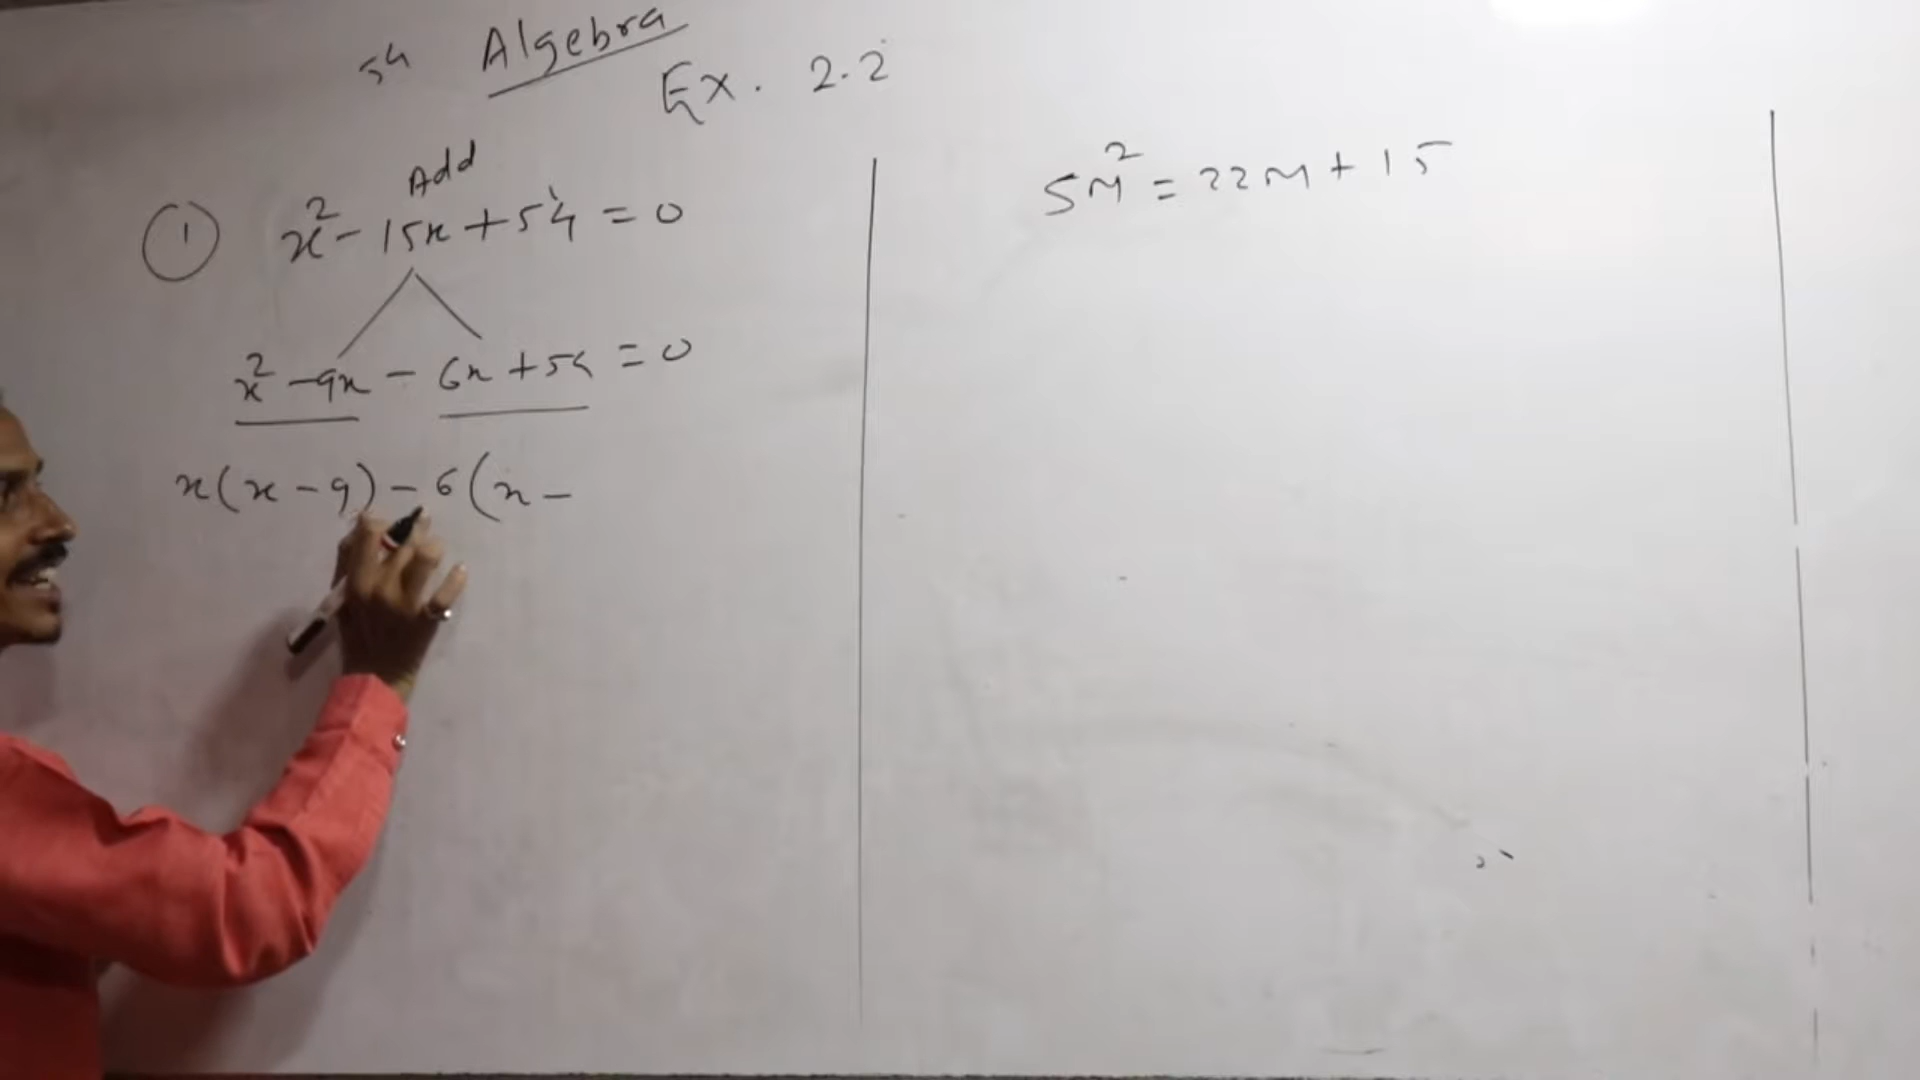 54 Algebra
Ex. 2.2
Add
① x² - 15x + 54 = 0
x² - 9x - 6x + 54 = 0
x(x - 9) - 6(x -
5m² = 22m + 15